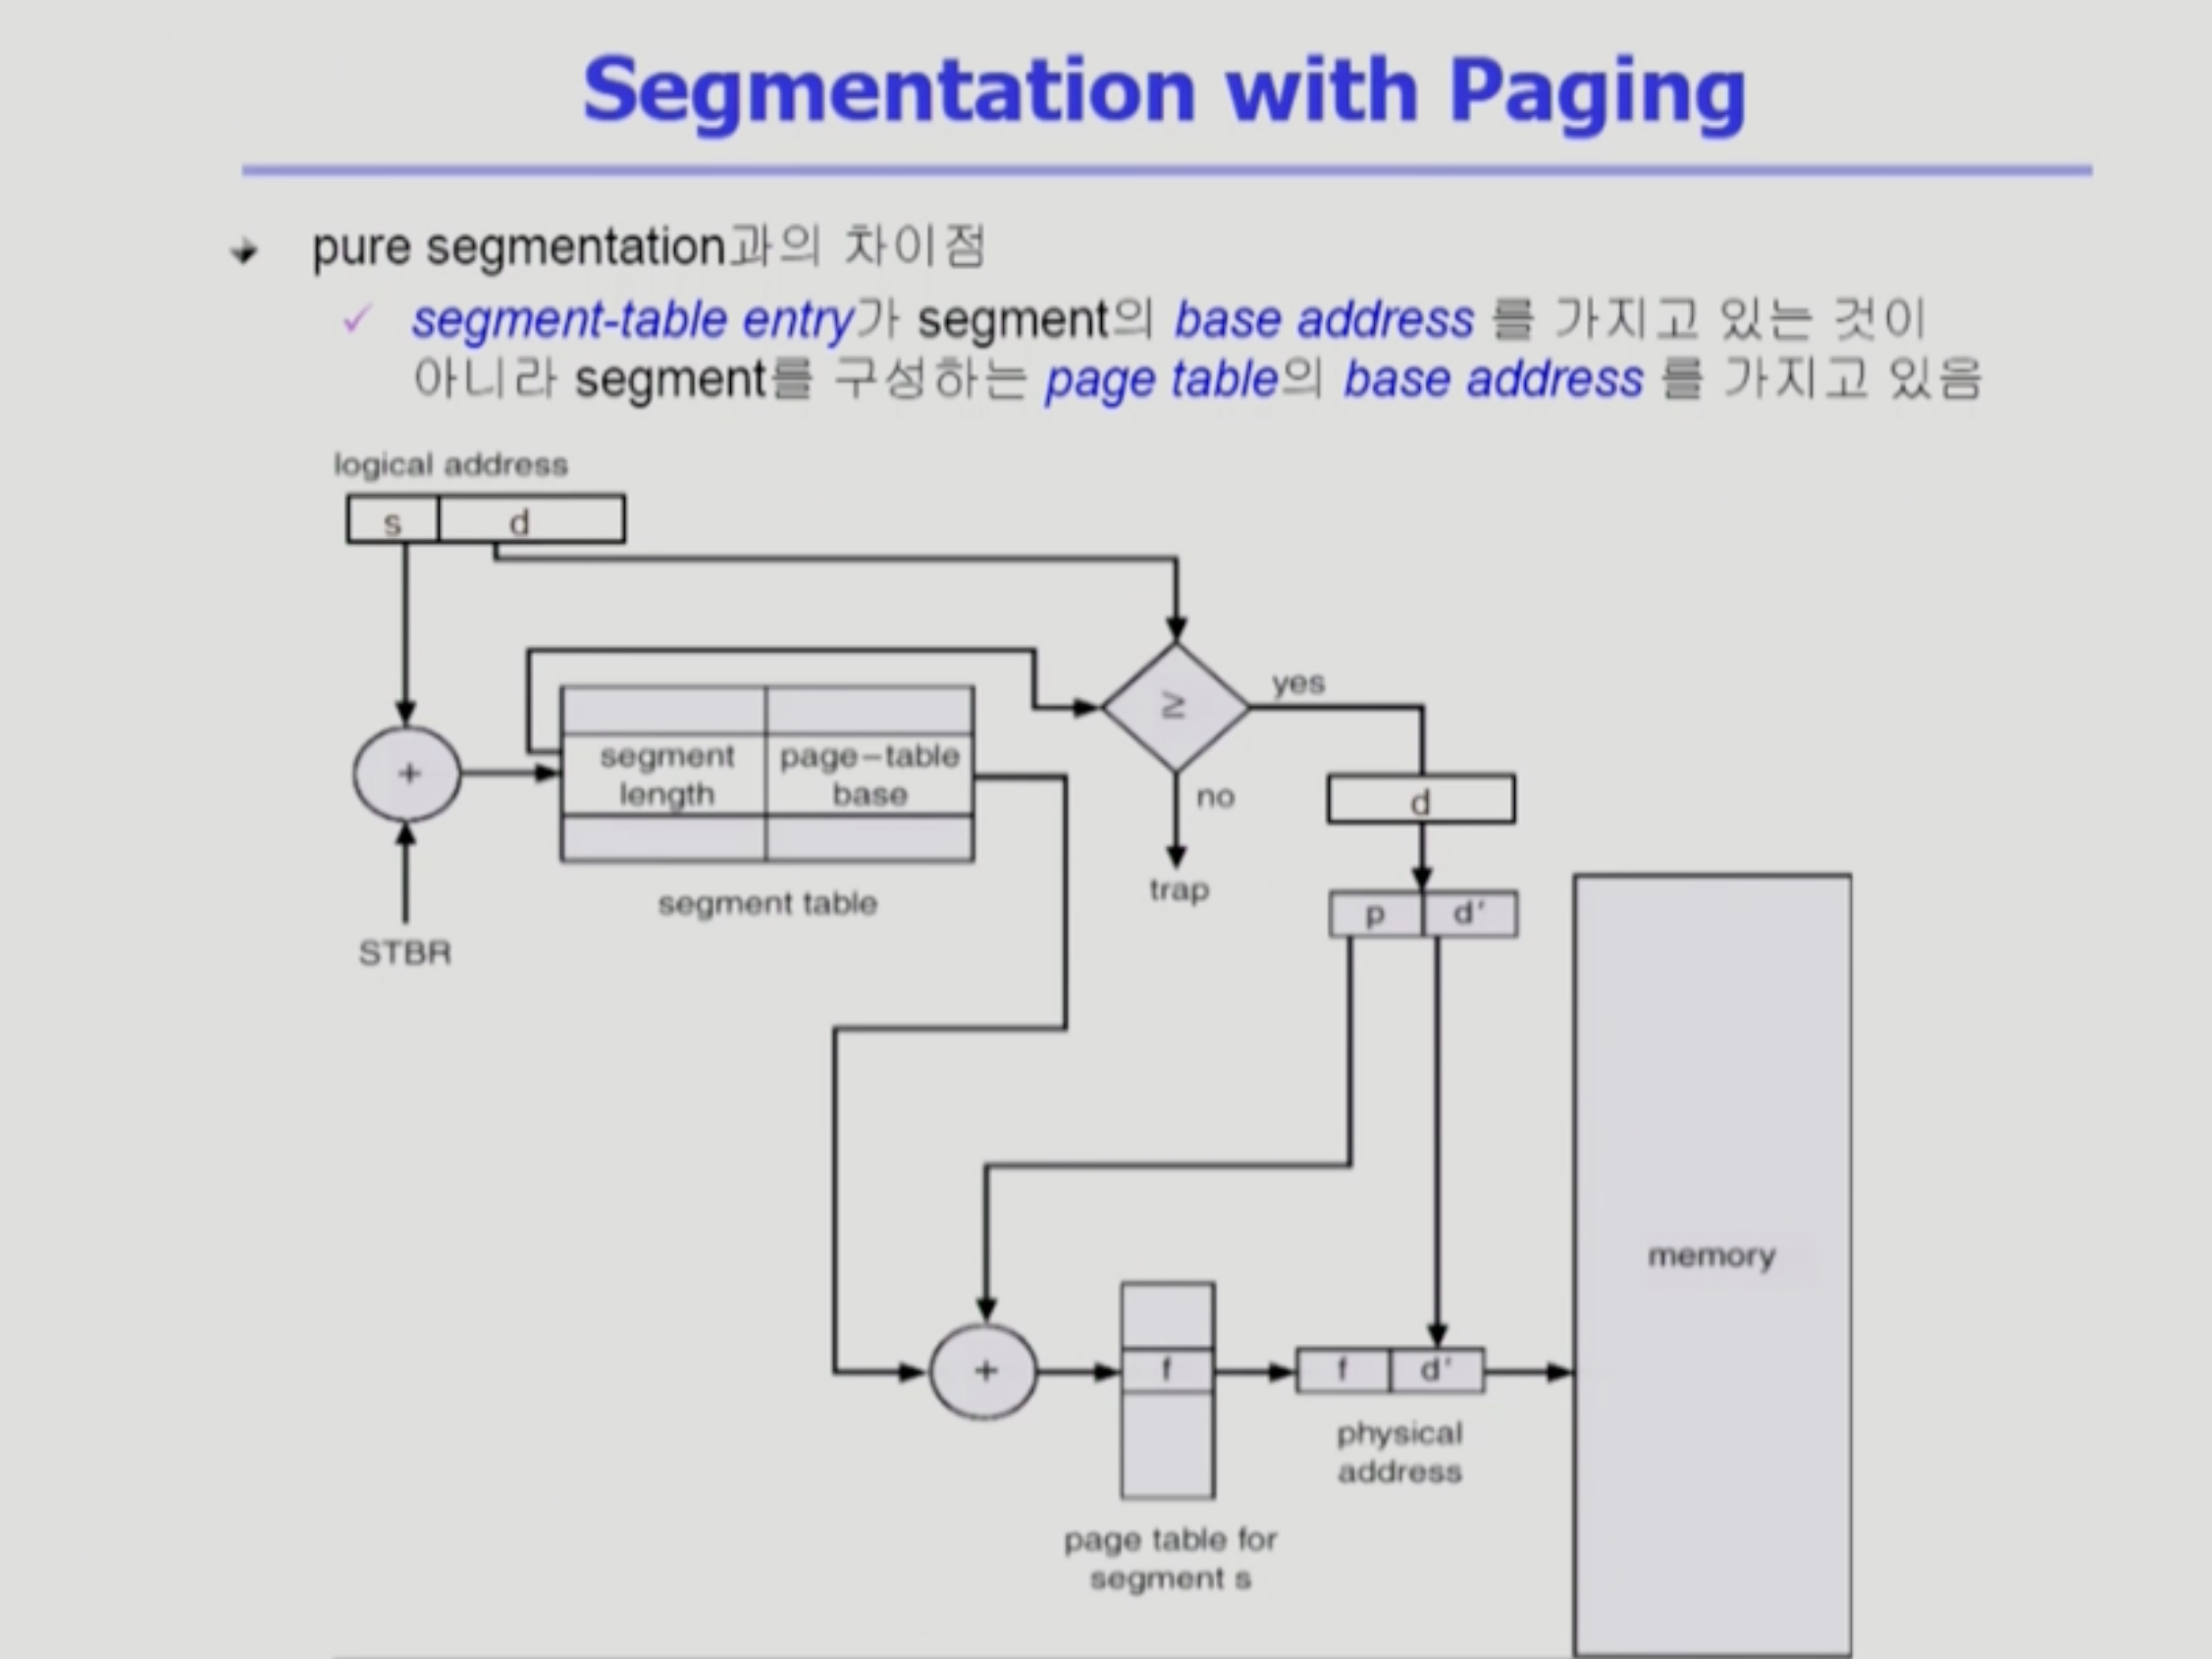 Segmentation with Paging
pure segmentation과의 차이점
segment-table entry가 segment의 base address 를 가지고 있는 것이
아니라 segment를 구성하는 page table의 base address 를 가지고 있음
logical address
s d
≥
yes
no
trap
+
segment length
page−table base
segment table
STBR
d
p d′
memory
+
f
f d′
physical
address
page table for
segment s